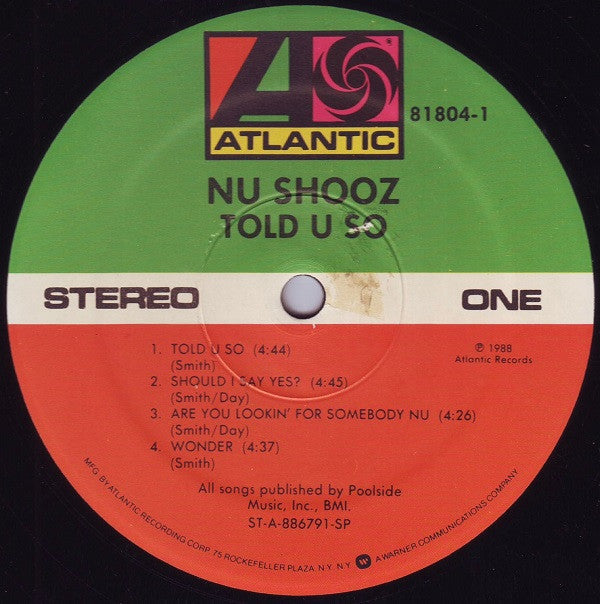 ATLANTIC
81804-1
NU SHOOZ
TOLD U SO
STEREO ONE
1. TOLD U SO (4:44)
(Smith)
2. SHOULD I SAY YES? (4:45)
(Smith/Day)
3. ARE YOU LOOKIN' FOR SOMEBODY NU (4:26)
(Smith/Day)
4. WONDER (4:37)
(Smith)
℗ 1988
Atlantic Records
All songs published by Poolside
Music, Inc., BMI.
ST-A-886791-SP
MFG. BY ATLANTIC RECORDING CORP. 75 ROCKEFELLER PLAZA, N.Y. N.Y. A WARNER COMMUNICATIONS COMPANY.